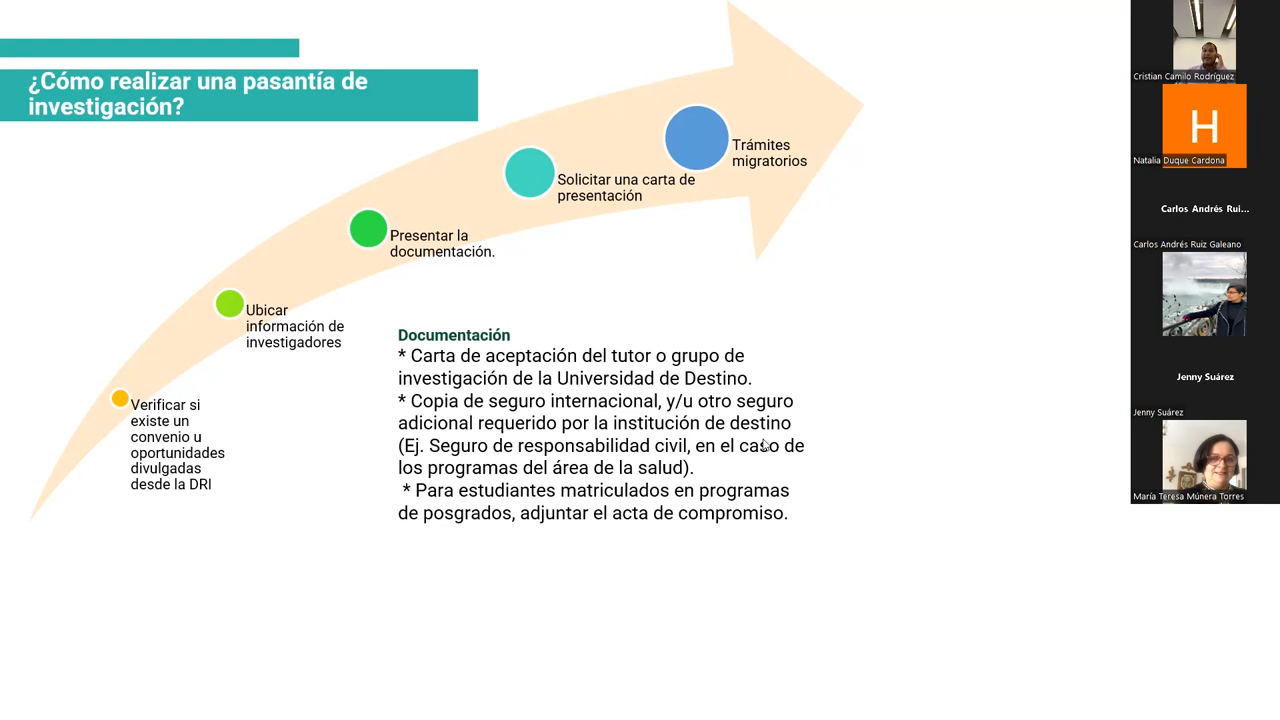 ¿Cómo realizar una pasantía de
investigación?
Verificar si
existe un
convenio u
oportunidades
divulgadas
desde la DRI
Ubicar
información de
investigadores
Presentar la
documentación.
Solicitar una carta de
presentación
Trámites
migratorios
Documentación
* Carta de aceptación del tutor o grupo de
investigación de la Universidad de Destino.
* Copia de seguro internacional, y/u otro seguro
adicional requerido por la institución de destino
(Ej. Seguro de responsabilidad civil, en el caso de
los programas del área de la salud).
* Para estudiantes matriculados en programas
de posgrados, adjuntar el acta de compromiso.
Cristian Camilo Rodríguez
H
Natalia Duque Cardona
Carlos Andrés Rui...
Carlos Andrés Ruiz Galeano
Jenny Suárez
Jenny Suárez
María Teresa Múnera Torres